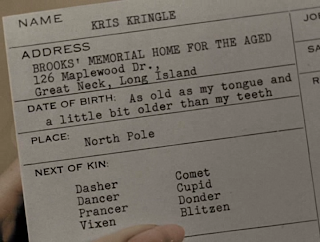 NAME KRIS KRINGLE
ADDRESS
BROOKS' MEMORIAL HOME FOR THE AGED
126 Maplewood Dr.,
Great Neck, Long Island
DATE OF BIRTH: As old as my tongue and
a little bit older than my teeth
PLACE: North Pole
NEXT OF KIN:
Dasher Comet
Dancer Cupid
Prancer Donder
Vixen Blitzen